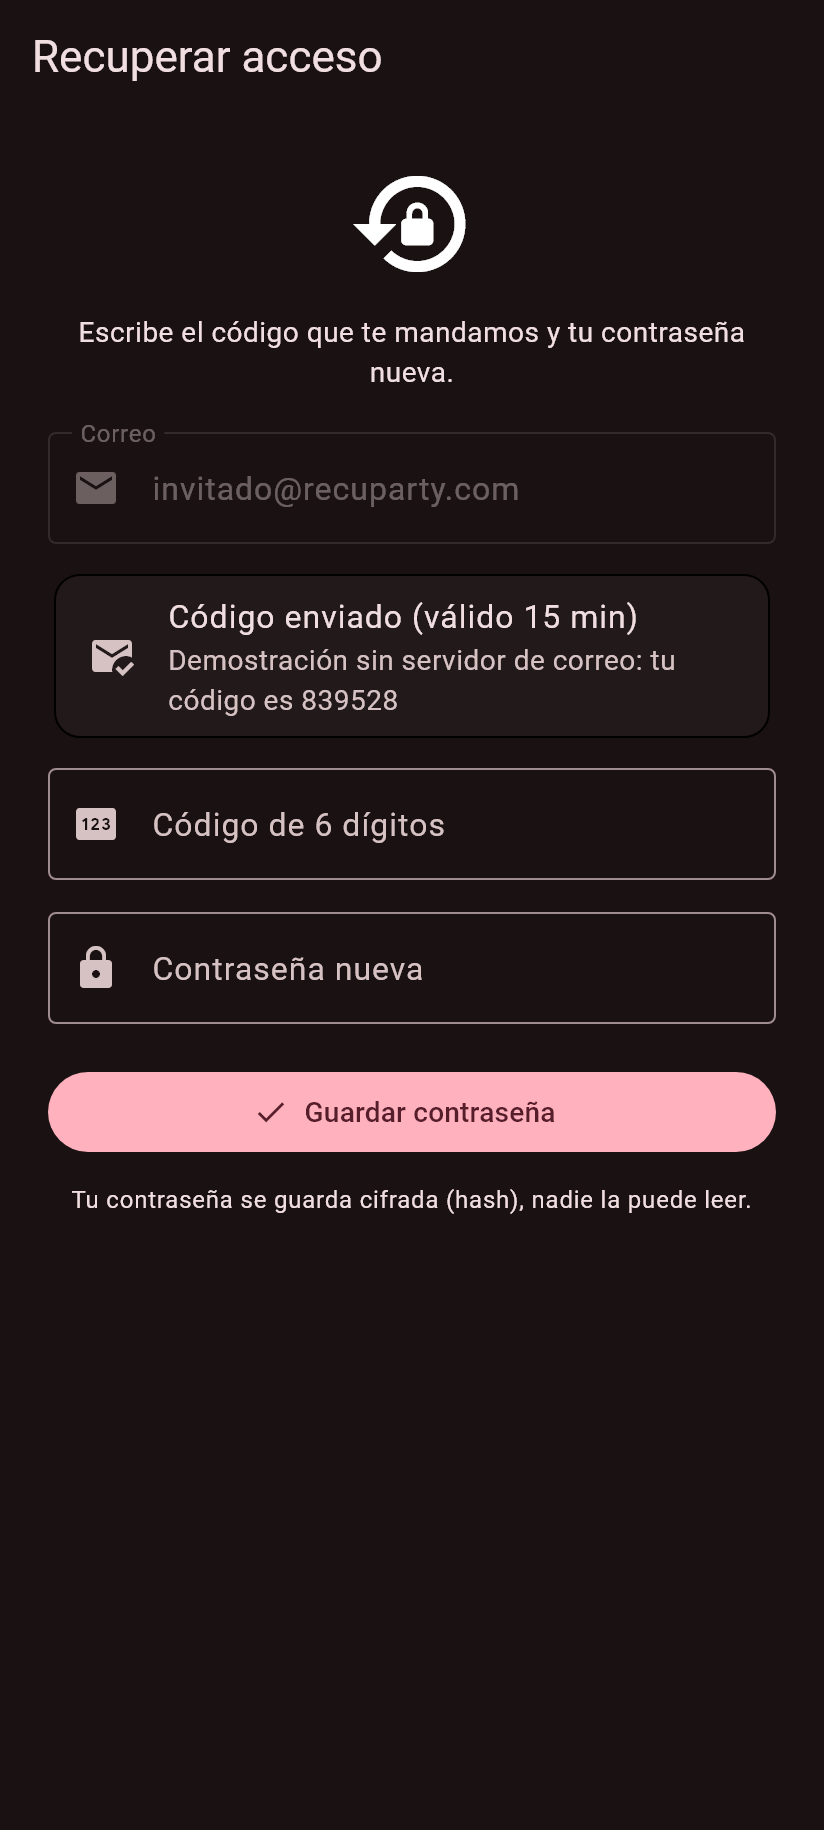 Recuperar acceso
Escribe el código que te mandamos y tu contraseña
nueva.
Correo
invitado@recuparty.com
Código enviado (válido 15 min)
Demostración sin servidor de correo: tu
código es 839528
123
Código de 6 dígitos
Contraseña nueva
Guardar contraseña
Tu contraseña se guarda cifrada (hash), nadie la puede leer.